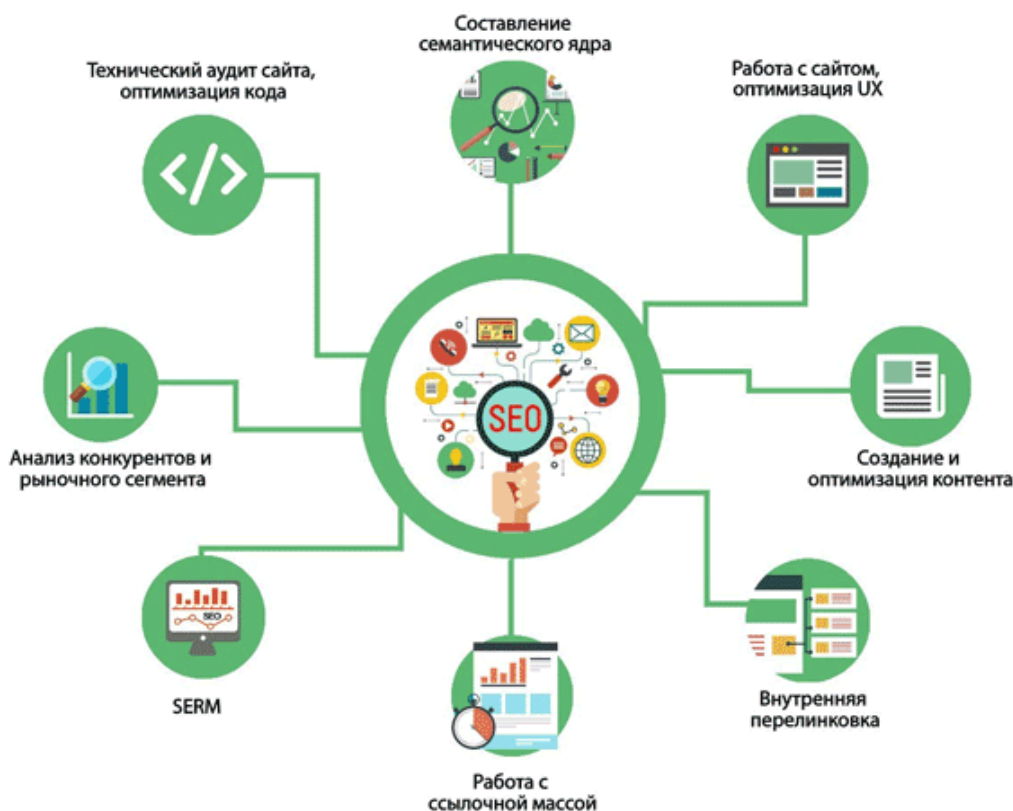 Составление
семантического ядра
Технический аудит сайта,
оптимизация кода
Работа с сайтом,
оптимизация UX
SEO
Анализ конкурентов и
рыночного сегмента
Создание и
оптимизация контента
SEO
SERM
Внутренняя
перелинковка
Работа с
ссылочной массой